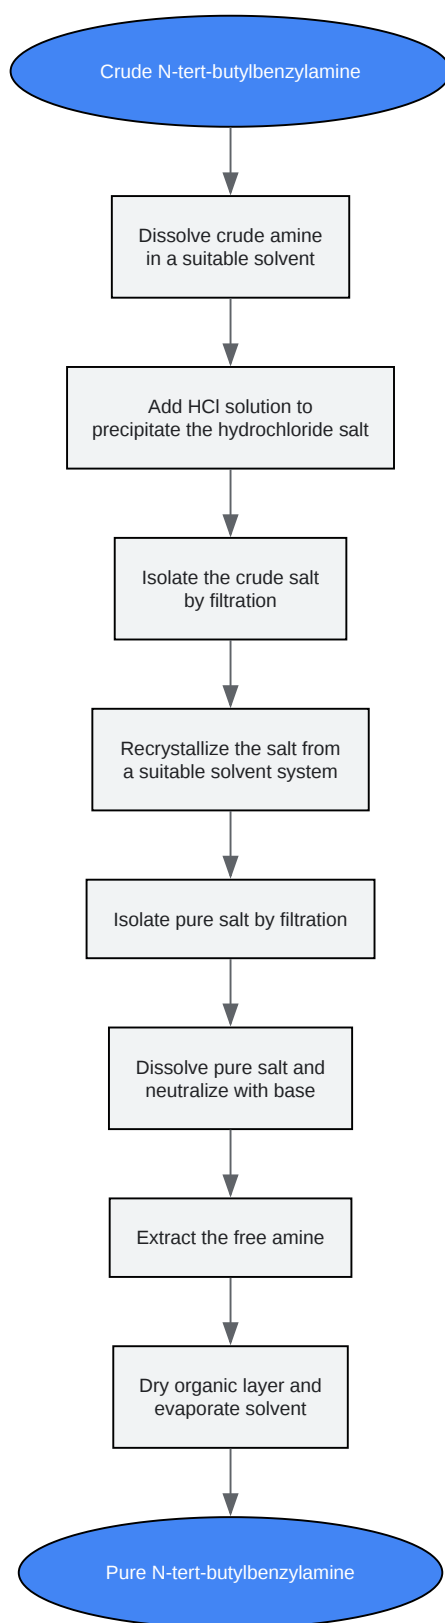 Crude N-tert-butylbenzylamine
Dissolve crude amine
in a suitable solvent
Add HCl solution to
precipitate the hydrochloride salt
Isolate the crude salt
by filtration
Recrystallize the salt from
a suitable solvent system
Isolate pure salt by filtration
Dissolve pure salt and
neutralize with base
Extract the free amine
Dry organic layer and
evaporate solvent
Pure N-tert-butylbenzylamine